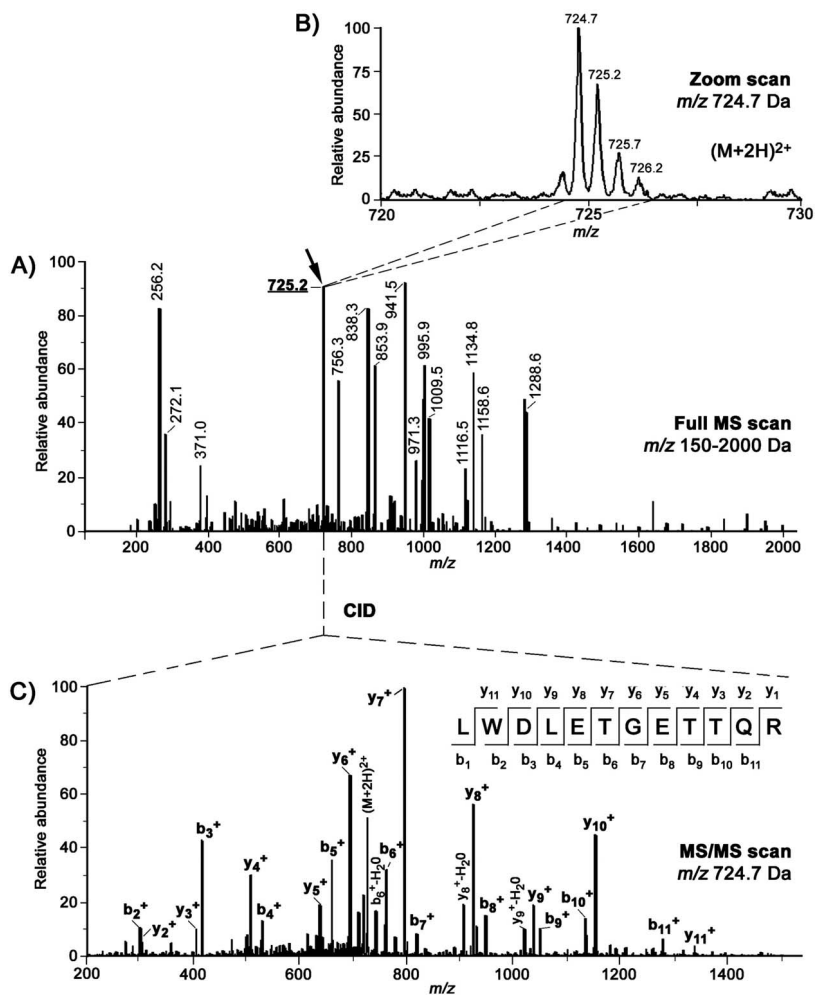 B)
Relative abundance
100
75
50
25
0
724.7
725.2
725.7
726.2
Zoom scan
m/z 724.7 Da
(M+2H)2+
720
725
730
m/z
A)
Relative abundance
100
80
60
40
20
0
256.2
272.1
371.0
725.2
756.3
838.3
853.9
941.5
971.3
995.9
1009.5
1116.5
1134.8
1158.6
1288.6
Full MS scan
m/z 150-2000 Da
200
400
600
800
1000
1200
1400
1600
1800
2000
m/z
CID
C)
Relative abundance
100
80
60
40
20
0
y11 y10 y9 y8 y7 y6 y5 y4 y3 y2 y1
L W D L E T G E T T Q R
b1 b2 b3 b4 b5 b6 b7 b8 b9 b10 b11
b2+
y2+
y3+
b3+
y4+
b4+
y5+
b5+
y6+
(M+2H)2+
b6+-H2O
b6+
y7+
b7+
y8+-H2O
y8+
b8+
y9+-H2O
y9+
b9+
b10+
y10+
b11+
y11+
MS/MS scan
m/z 724.7 Da
200
400
600
800
1000
1200
1400
m/z